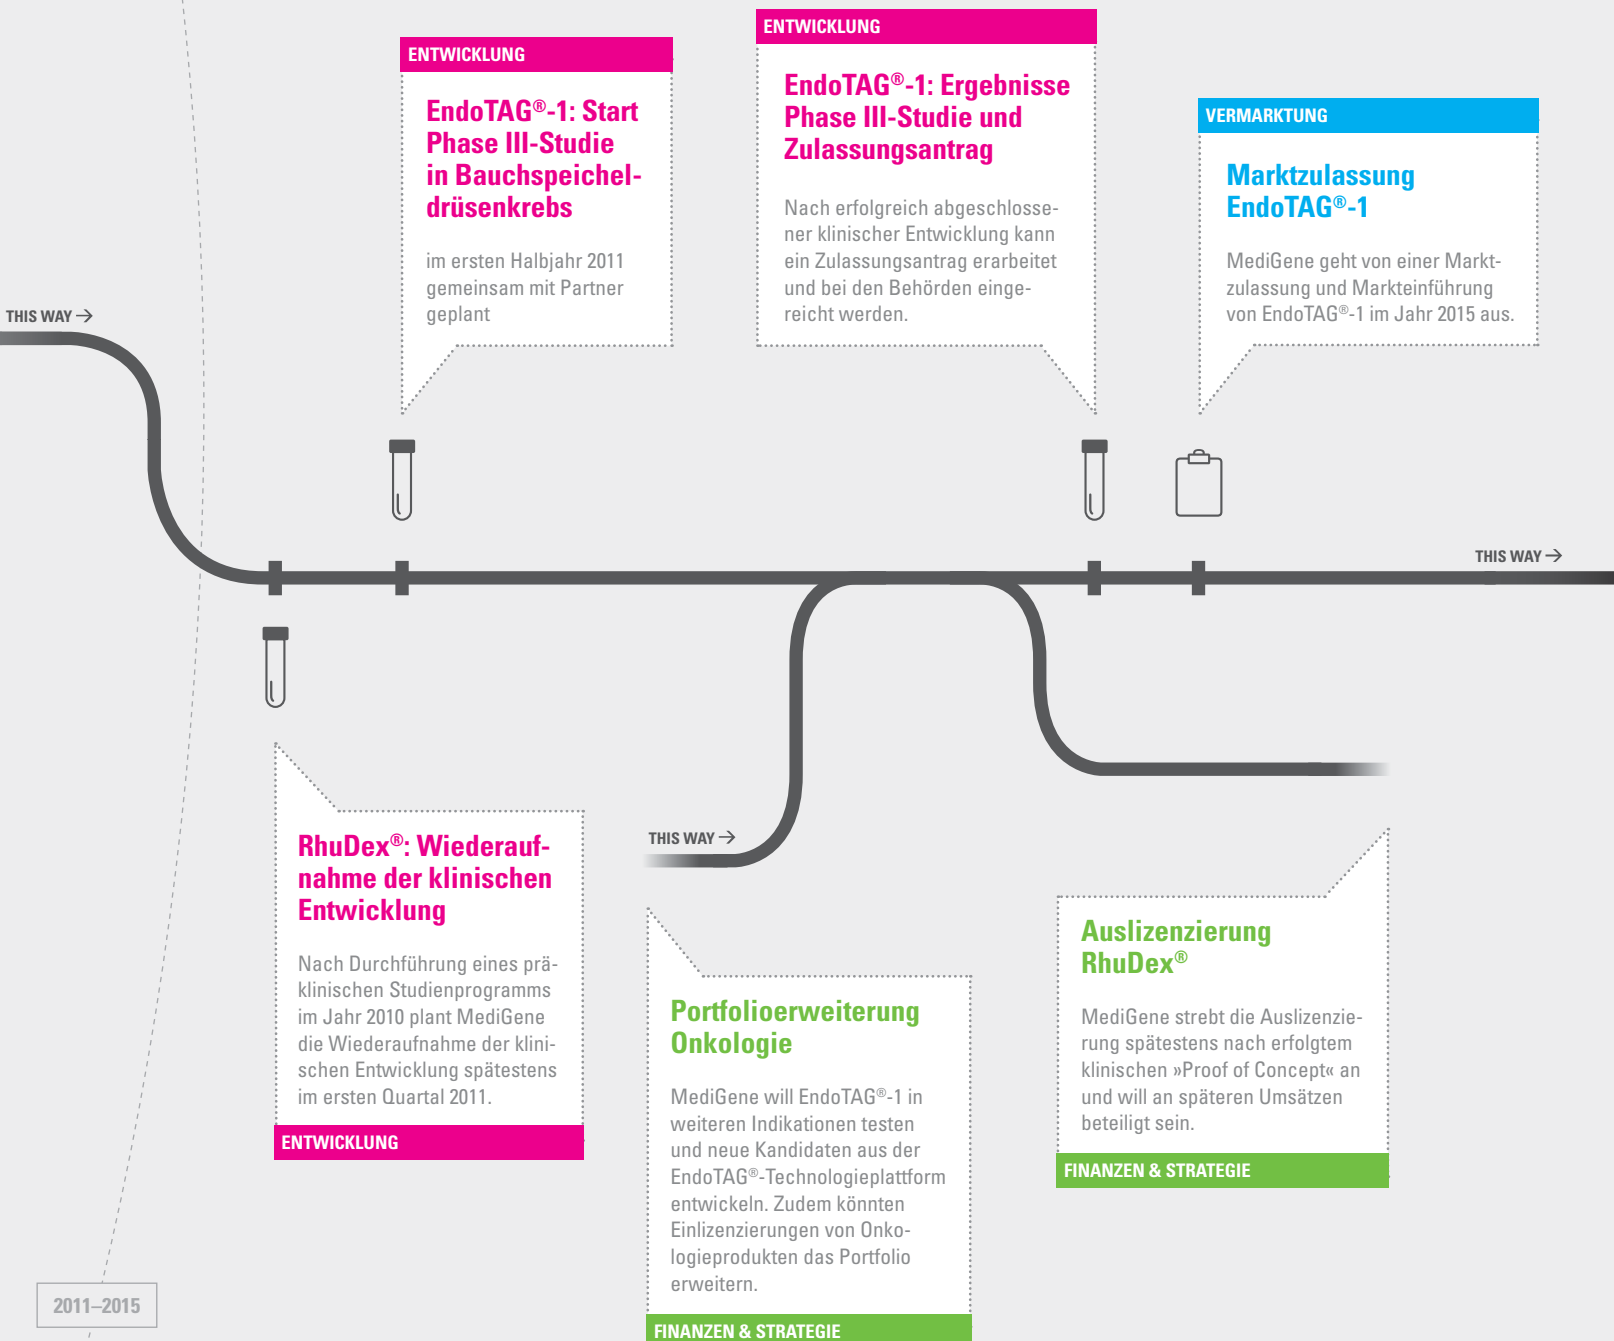 ENTWICKLUNG
EndoTAG®-1: Start
Phase III-Studie
in Bauchspeichel-
drüsenkrebs
im ersten Halbjahr 2011
gemeinsam mit Partner
geplant
ENTWICKLUNG
EndoTAG®-1: Ergebnisse
Phase III-Studie und
Zulassungsantrag
Nach erfolgreich abgeschlosse-
ner klinischer Entwicklung kann
ein Zulassungsantrag erarbeitet
und bei den Behörden einge-
reicht werden.
VERMARKTUNG
Marktzulassung
EndoTAG®-1
MediGene geht von einer Markt-
zulassung und Markteinführung
von EndoTAG®-1 im Jahr 2015 aus.
THIS WAY →
THIS WAY →
RhuDex®: Wiederauf-
nahme der klinischen
Entwicklung
Nach Durchführung eines prä-
klinischen Studienprogramms
im Jahr 2010 plant MediGene
die Wiederaufnahme der klini-
schen Entwicklung spätestens
im ersten Quartal 2011.
ENTWICKLUNG
THIS WAY →
Portfolioerweiterung
Onkologie
MediGene will EndoTAG®-1 in
weiteren Indikationen testen
und neue Kandidaten aus der
EndoTAG®-Technologieplattform
entwickeln. Zudem könnten
Einlizenzierungen von Onko-
logieprodukten das Portfolio
erweitern.
FINANZEN & STRATEGIE
Auslizenzierung
RhuDex®
MediGene strebt die Auslizenzie-
rung spätestens nach erfolgtem
klinischen »Proof of Concept« an
und will an späteren Umsätzen
beteiligt sein.
FINANZEN & STRATEGIE
2011–2015